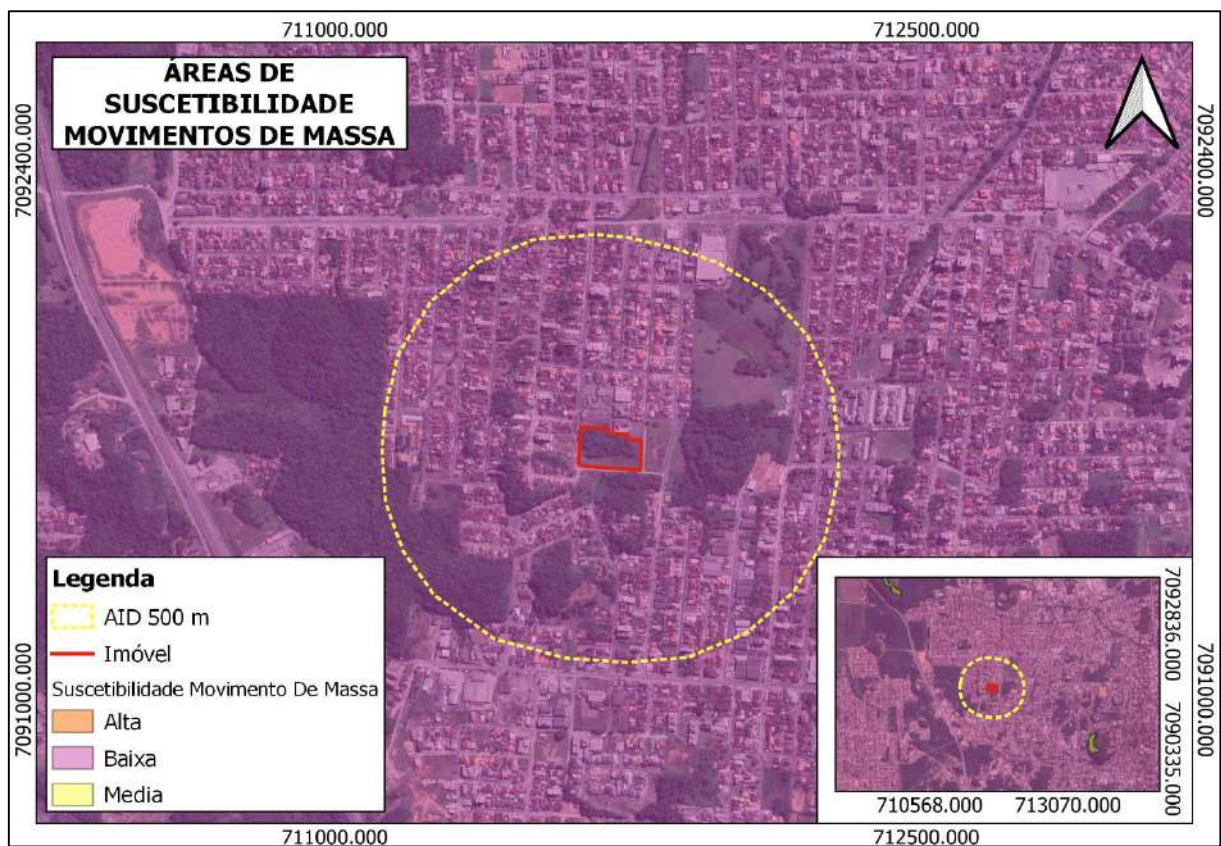 711000.000
712500.000
ÁREAS DE
SUSCETIBILIDADE
MOVIMENTOS DE MASSA
7092400.000
7092400.000
Legenda
AID 500 m
Imóvel
Suscetibilidade Movimento De Massa
Alta
Baixa
Media
7091000.000
7092836.000
7090335.000
7091000.000
710568.000
713070.000
711000.000
712500.000